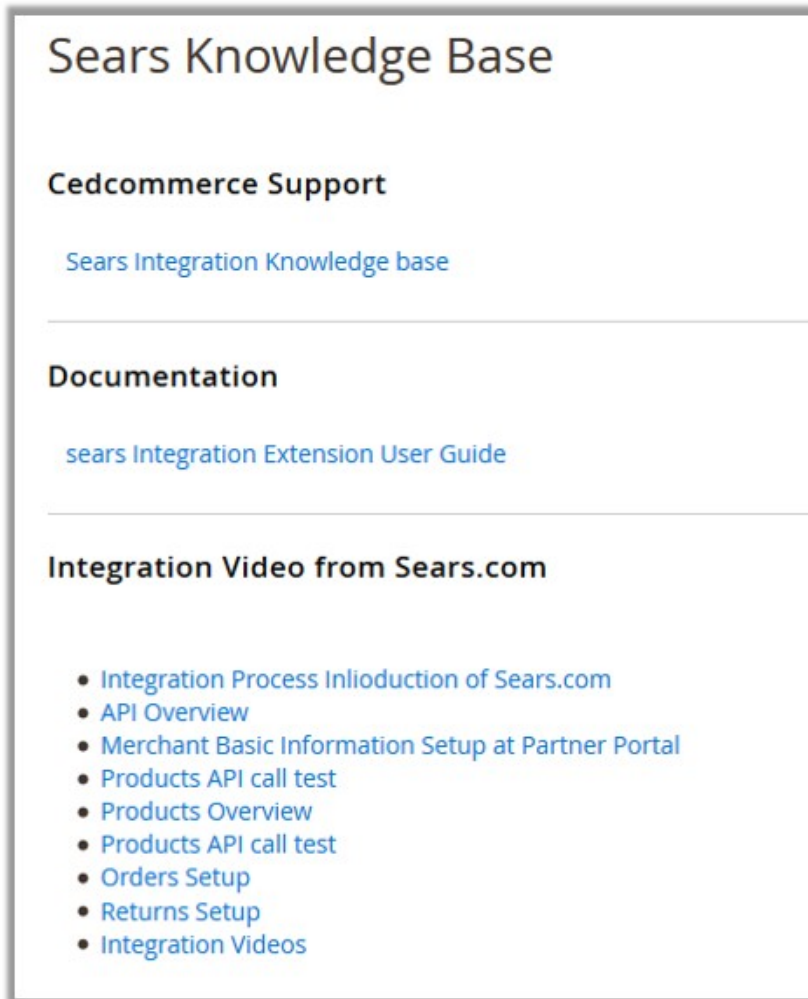 Sears Knowledge Base
Cedcommerce Support
Sears Integration Knowledge base
Documentation
sears Integration Extension User Guide
Integration Video from Sears.com
Integration Process Inlioduction of Sears.com
API Overview
Merchant Basic Information Setup at Partner Portal
Products API call test
Products Overview
Products API call test
Orders Setup
Returns Setup
Integration Videos